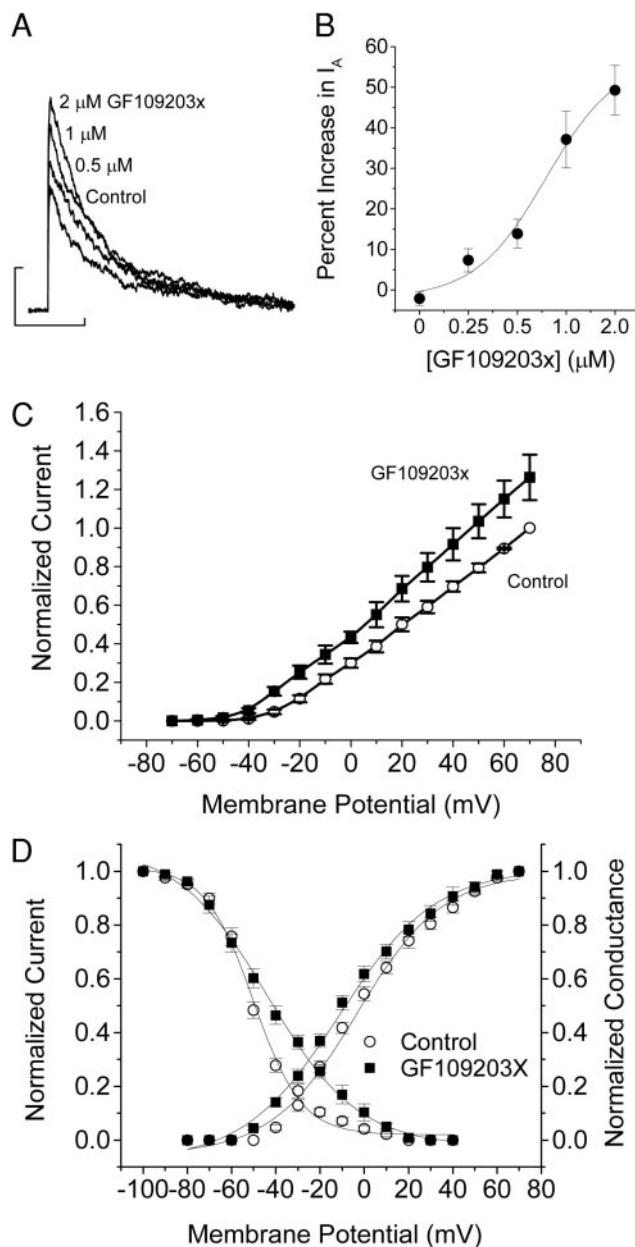 A
2 μM GF109203x
1 μM
0.5 μM
Control
B
Percent Increase in I_A
60
50
40
30
20
10
0
0 0.25 0.5 1.0 2.0
[GF109203x] (μM)
C
Normalized Current
1.6
1.4
1.2
1.0
0.8
0.6
0.4
0.2
0.0
GF109203x
Control
-80 -60 -40 -20 0 20 40 60 80
Membrane Potential (mV)
D
Normalized Current
1.0
0.8
0.6
0.4
0.2
0.0
Control
GF109203X
1.0
0.8
0.6
0.4
0.2
0.0
Normalized Conductance
-100 -80 -60 -40 -20 0 20 40 60 80
Membrane Potential (mV)